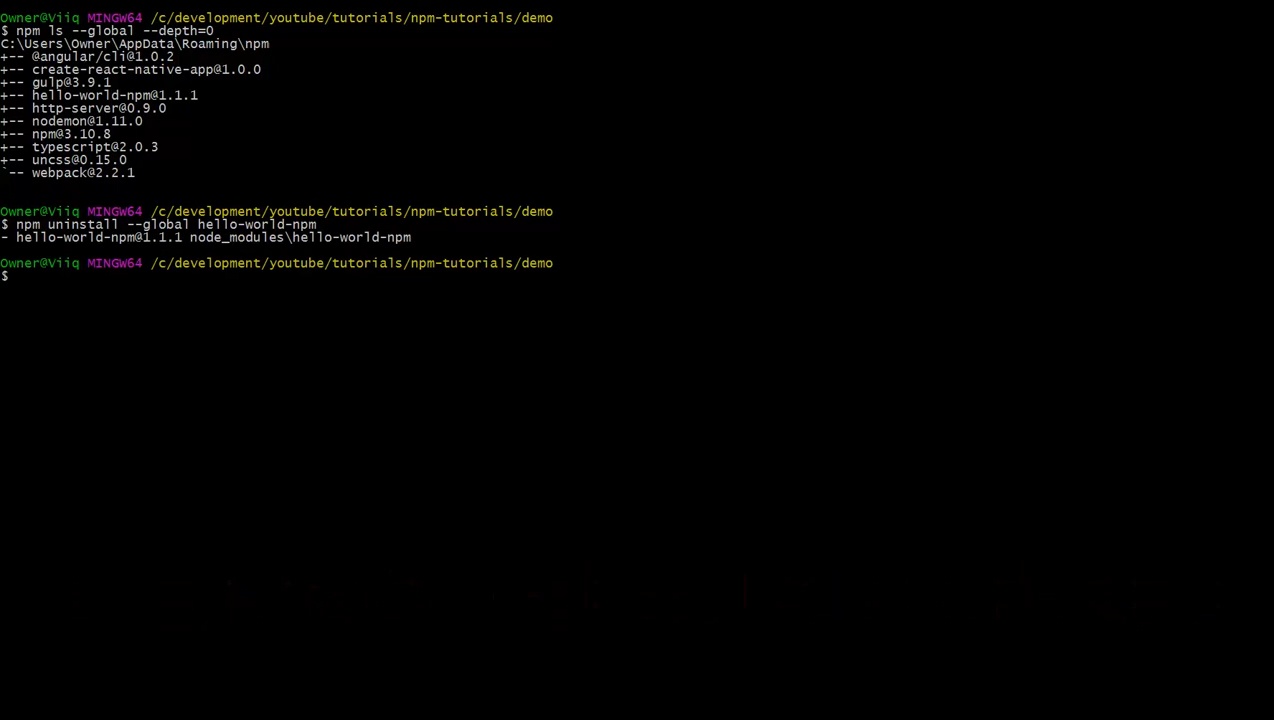 Owner@Viiq MINGW64 /c/development/youtube/tutorials/npm-tutorials/demo
$ npm ls --global --depth=0
C:\Users\Owner\AppData\Roaming\npm
+-- @angular/cli@1.0.2
+-- create-react-native-app@1.0.0
+-- gulp@3.9.1
+-- hello-world-npm@1.1.1
+-- http-server@0.9.0
+-- nodemon@1.11.0
+-- npm@3.10.8
+-- typescript@2.0.3
+-- uncss@0.15.0
`-- webpack@2.2.1
Owner@Viiq MINGW64 /c/development/youtube/tutorials/npm-tutorials/demo
$ npm uninstall --global hello-world-npm
- hello-world-npm@1.1.1 node_modules\hello-world-npm
Owner@Viiq MINGW64 /c/development/youtube/tutorials/npm-tutorials/demo
$